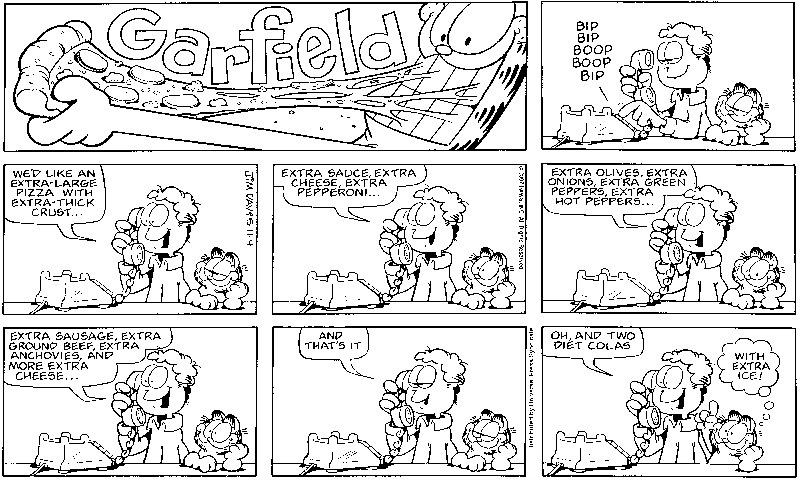 Garfield
BIP
BIP
BOOP
BOOP
BIP
WE'D LIKE AN
EXTRA-LARGE
PIZZA WITH
EXTRA-THICK
CRUST...
JIM DAVIS 11-4
EXTRA SAUCE, EXTRA
CHEESE, EXTRA
PEPPERONI...
EXTRA OLIVES, EXTRA
ONIONS, EXTRA GREEN
PEPPERS, EXTRA
HOT PEPPERS...
EXTRA SAUSAGE, EXTRA
GROUND BEEF, EXTRA
ANCHOVIES, AND
MORE EXTRA
CHEESE...
AND
THAT'S IT
OH, AND TWO
DIET COLAS
WITH
EXTRA
ICE!